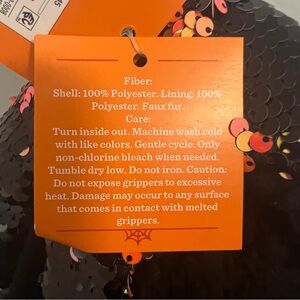 Fiber:
Shell: 100% Polyester. Lining: 100%
Polyester. Faux fur.
Care:
Turn inside out. Machine wash cold
with like colors. Gentle cycle. Only
non-chlorine bleach when needed.
Tumble dry low. Do not iron. Caution:
Do not expose grippers to excessive
heat. Damage may occur to any surface
that comes in contact with melted
grippers.